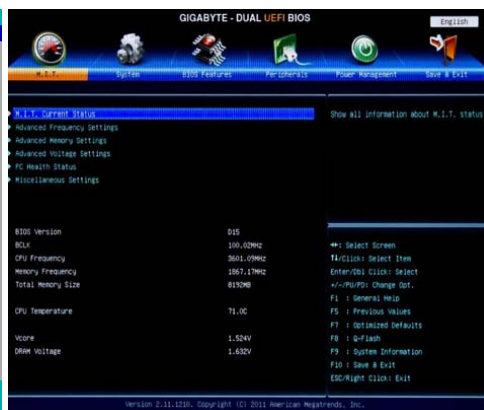 GIGABYTE - DUAL UEFI BIOS
English
M.I.T.
System
BIOS Features
Peripherals
Power Management
Save & Exit
M.I.T. Current Status
Advanced Frequency Settings
Advanced Memory Settings
Advanced Voltage Settings
PC Health Status
Miscellaneous Settings
Show all information about M.I.T. status
BIOS Version D15
BCLK 100.02MHz
CPU Frequency 3601.09MHz
Memory Frequency 1867.17MHz
Total Memory Size 8192MB
CPU Temperature 71.0C
Vcore 1.524V
DRAM Voltage 1.632V
↔: Select Screen
↑↓/Click: Select Item
Enter/Dbl Click: Select
+/-/PU/PD: Change Opt.
F1 : General Help
F5 : Previous Values
F7 : Optimized Defaults
F8 : Q-Flash
F9 : System Information
F10 : Save & Exit
ESC/Right Click: Exit
Version 2.11.1210. Copyright (C) 2011 American Megatrends, Inc.